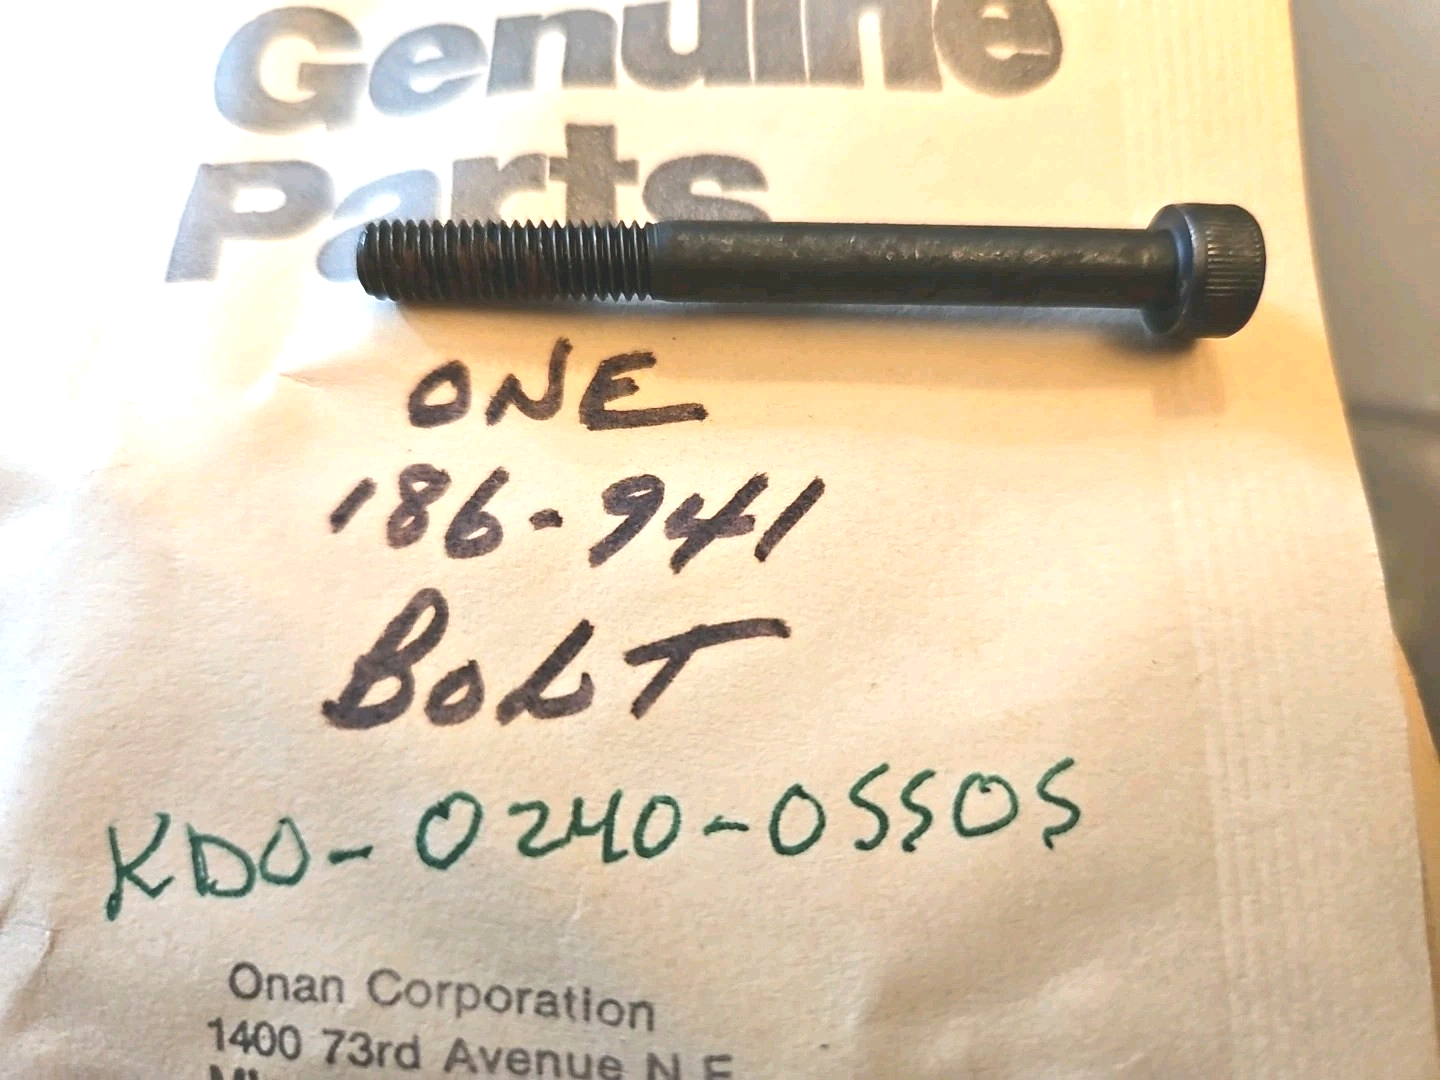 Genuine
Parts
ONE
186-941
BOLT
KDO-0240-05505
Onan Corporation
1400 73rd Avenue N.E.